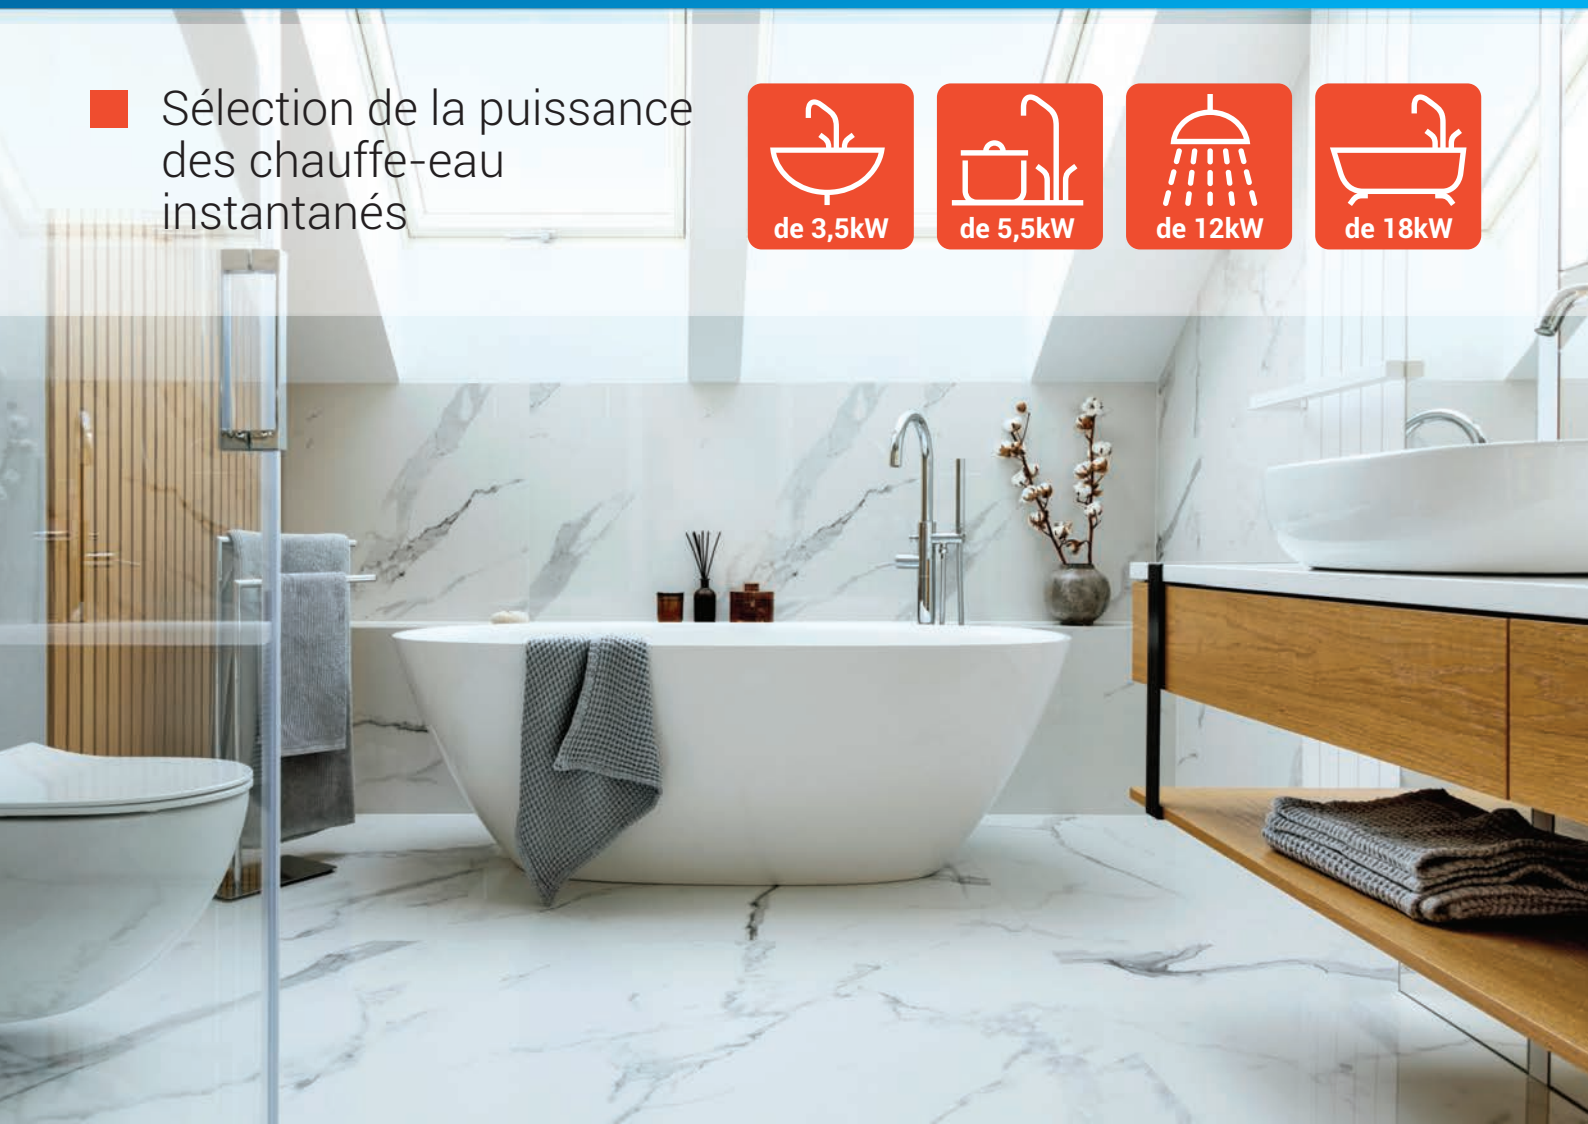 Sélection de la puissance
des chauffe-eau
instantanés
de 3,5kW
de 5,5kW
de 12kW
de 18kW